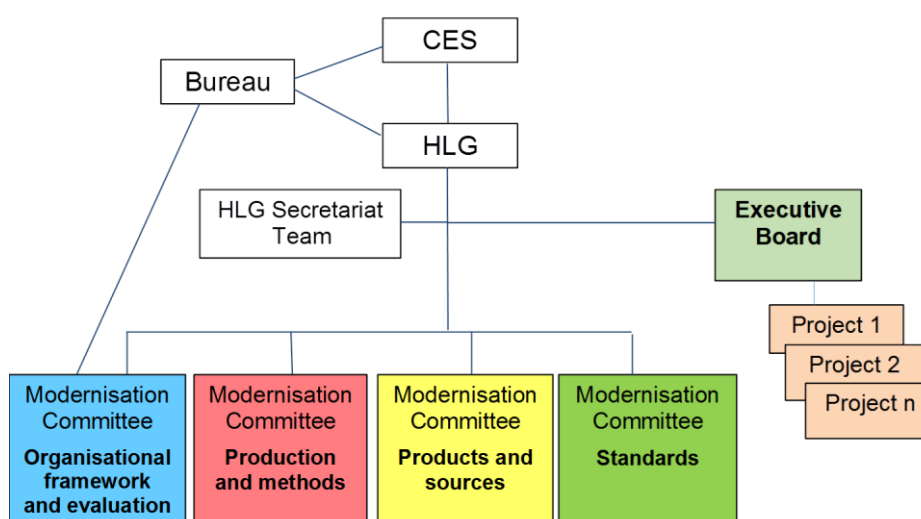 CES
Bureau
HLG
HLG Secretariat
Team
Executive
Board
Project 1
Project 2
Project n
Modernisation
Committee
Organisational
framework
and evaluation
Modernisation
Committee
Production
and methods
Modernisation
Committee
Products and
sources
Modernisation
Committee
Standards